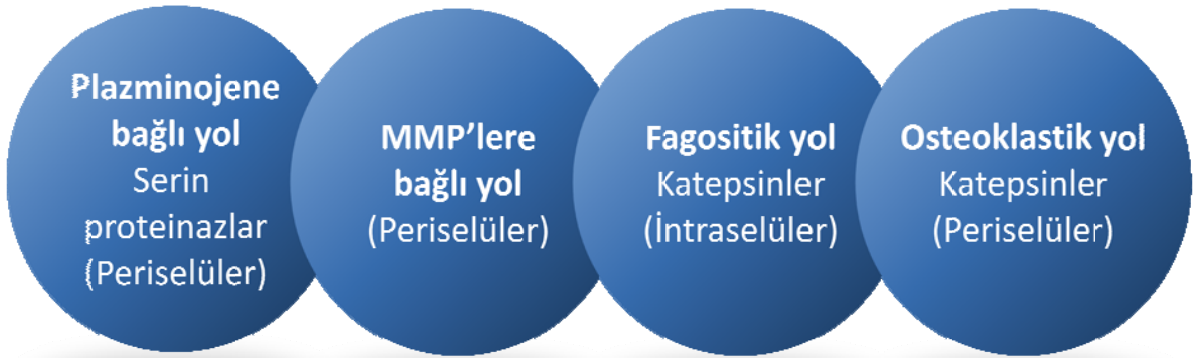 Plazminojene
bağlı yol
Serin
proteinazlar
(Periselüler)
MMP’lere
bağlı yol
(Periselüler)
Fagositik yol
Katepsinler
(İntraselüler)
Osteoklastik yol
Katepsinler
(Periselüler)